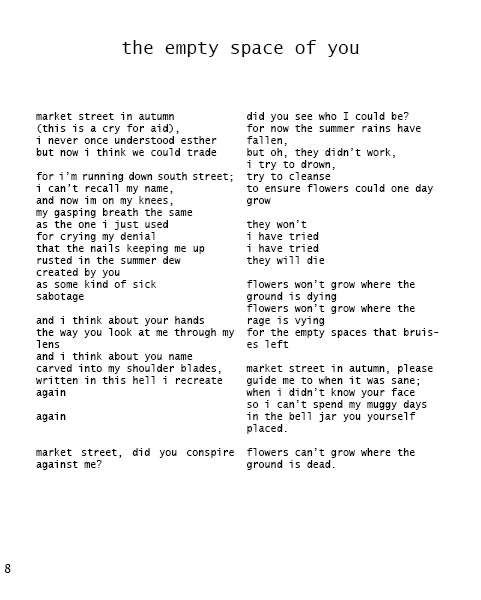 the empty space of you
market street in autumn
(this is a cry for aid),
i never once understood esther
but now i think we could trade
for i'm running down south street;
i can't recall my name,
and now im on my knees,
my gasping breath the same
as the one i just used
for crying my denial
that the nails keeping me up
rusted in the summer dew
created by you
as some kind of sick
sabotage
and i think about your hands
the way you look at me through my
lens
and i think about you name
carved into my shoulder blades,
written in this hell i recreate
again
again
market street, did you conspire
against me?
did you see who I could be?
for now the summer rains have
fallen,
but oh, they didn't work,
i try to drown,
try to cleanse
to ensure flowers could one day
grow
they won't
i have tried
i have tried
they will die
flowers won't grow where the
ground is dying
flowers won't grow where the
rage is vying
for the empty spaces that bruis-
es left
market street in autumn, please
guide me to when it was sane;
when i didn't know your face
so i can't spend my muggy days
in the bell jar you yourself
placed.
flowers can't grow where the
ground is dead.
8